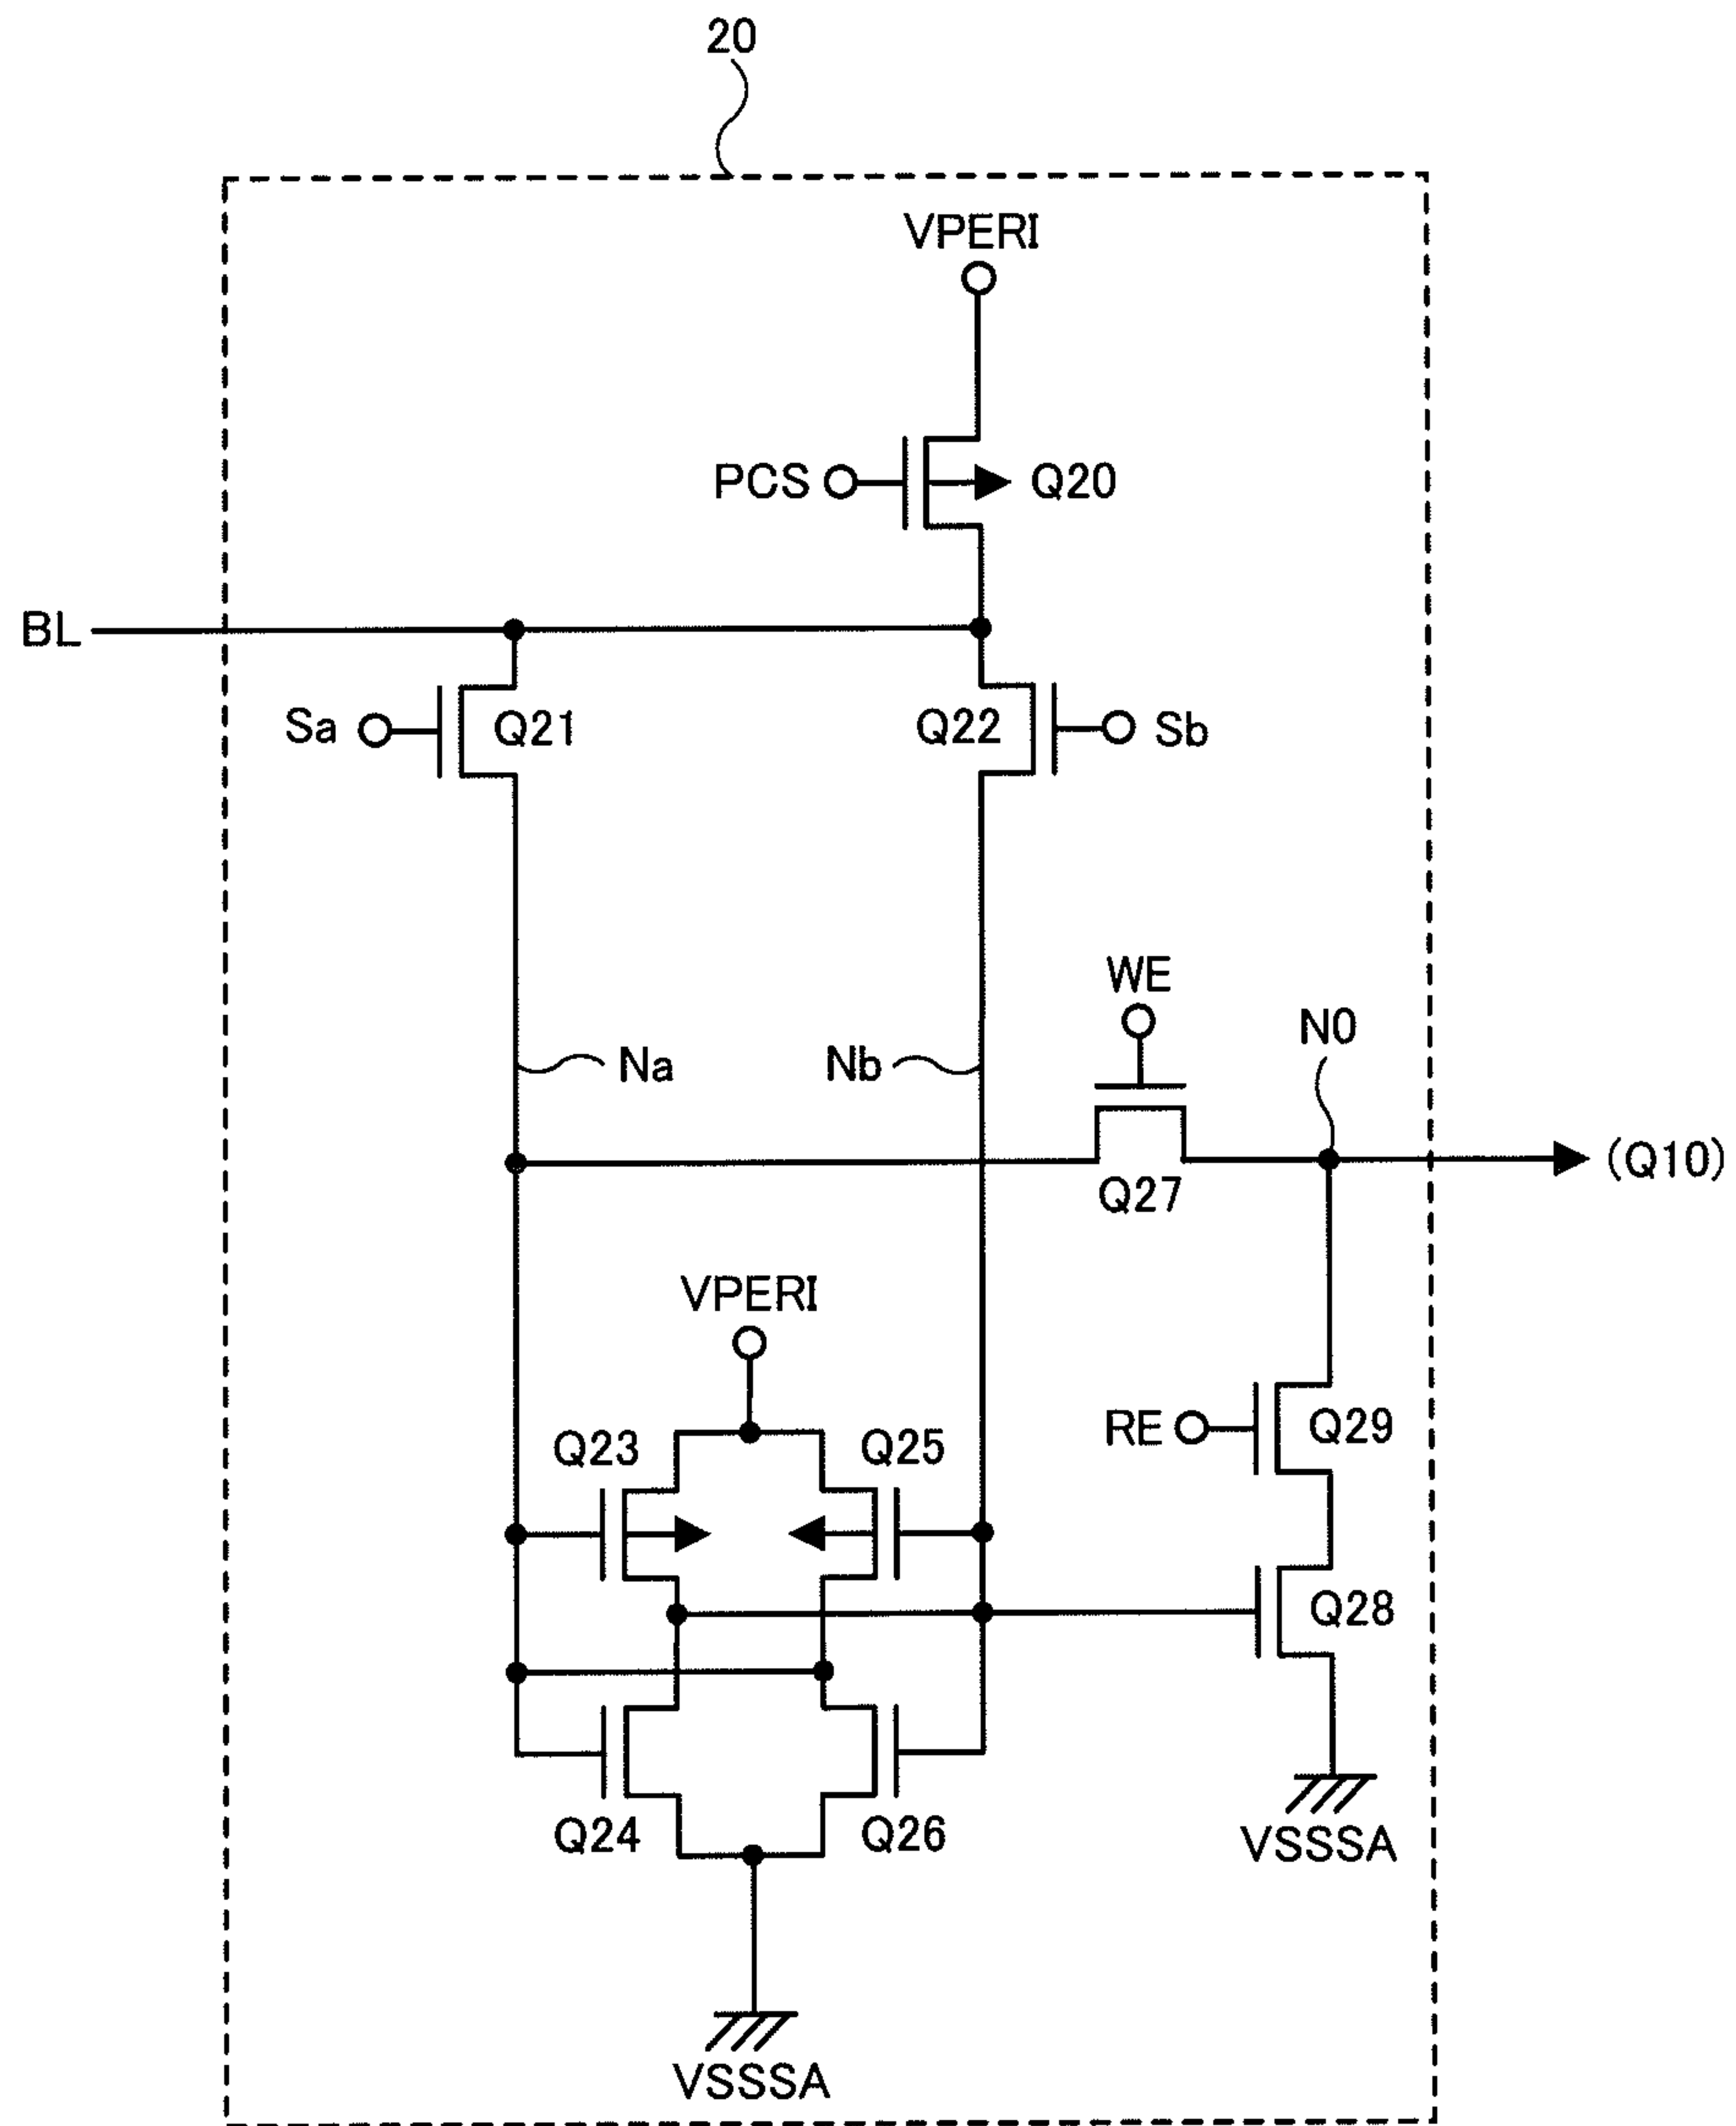 20
VPERI
PCS
Q20
BL
Sa
Q21
Q22
Sb
WE
N0
Na
Nb
(Q10)
Q27
VPERI
Q23
Q25
RE
Q29
Q28
Q24
Q26
VSSSA
VSSSA